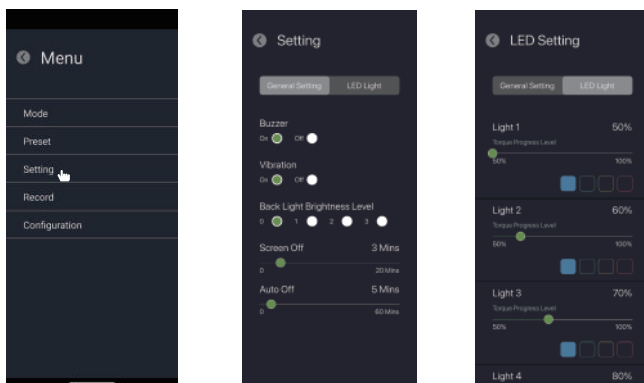 Menu
Mode
Preset
Setting
Record
Configuration
Setting
General Setting LED Light
Buzzer
On Off
Vibration
On Off
Back Light Brightness Level
0 1 2 3
Screen Off 3 Mins
0 20 Mins
Auto Off 5 Mins
0 60 Mins
LED Setting
General Setting LED Light
Light 1 50%
Torque Progress Level
50% 100%
Light 2 60%
Torque Progress Level
50% 100%
Light 3 70%
Torque Progress Level
50% 100%
Light 4 80%